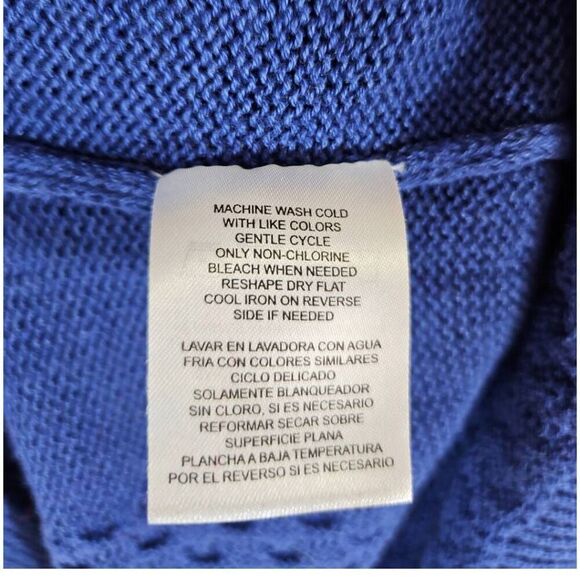 MACHINE WASH COLD
WITH LIKE COLORS
GENTLE CYCLE
ONLY NON-CHLORINE
BLEACH WHEN NEEDED
RESHAPE DRY FLAT
COOL IRON ON REVERSE
SIDE IF NEEDED
LAVAR EN LAVADORA CON AGUA
FRIA CON COLORES SIMILARES
CICLO DELICADO
SOLAMENTE BLANQUEADOR
SIN CLORO, SI ES NECESARIO
REFORMAR SECAR SOBRE
SUPERFICIE PLANA
PLANCHA A BAJA TEMPERATURA
POR EL REVERSO SI ES NECESARIO